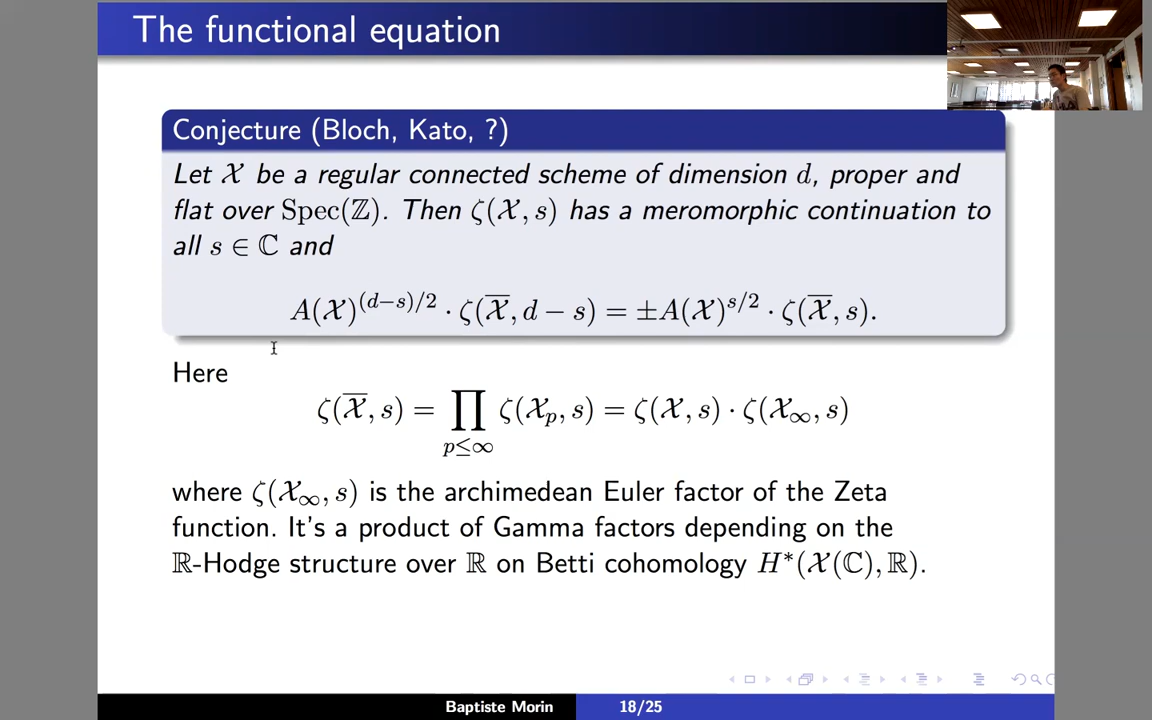 The functional equation
Conjecture (Bloch, Kato, ?)
Let 𝒳 be a regular connected scheme of dimension d, proper and
flat over Spec(ℤ). Then ζ(𝒳, s) has a meromorphic continuation to
all s ∈ ℂ and
A(𝒳)^{(d−s)/2} · ζ(\overline{𝒳}, d − s) = ±A(𝒳)^{s/2} · ζ(\overline{𝒳}, s).
Here
ζ(\overline{𝒳}, s) = ∏_{p≤∞} ζ(𝒳_p, s) = ζ(𝒳, s) · ζ(𝒳_∞, s)
where ζ(𝒳_∞, s) is the archimedean Euler factor of the Zeta
function. It's a product of Gamma factors depending on the
ℝ-Hodge structure over ℝ on Betti cohomology H*(𝒳(ℂ), ℝ).
Baptiste Morin 18/25